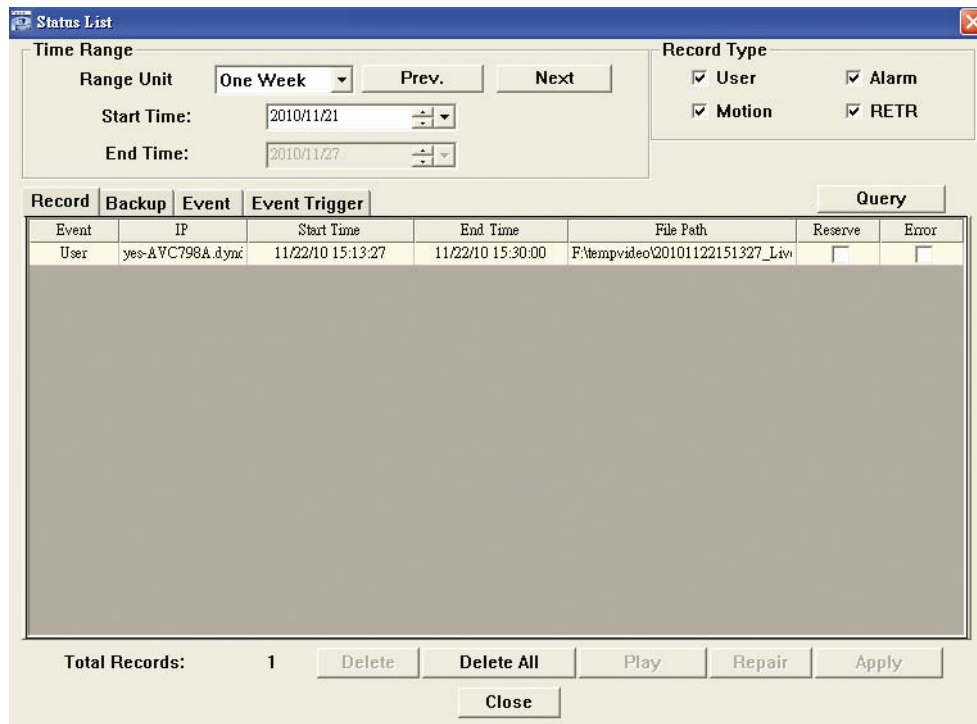 Status List
Time Range
Range Unit One Week Prev. Next
Start Time: 2010/11/21
End Time: 2010/11/27
Record Type
User Alarm
Motion RETR
Record Backup Event Event Trigger Query
Event IP Start Time End Time File Path Reserve Error
User yes-AVC798A.dyn 11/22/10 15:13:27 11/22/10 15:30:00 F:\tempvideo\20101122151327_Liv
Total Records: 1 Delete Delete All Play Repair Apply
Close